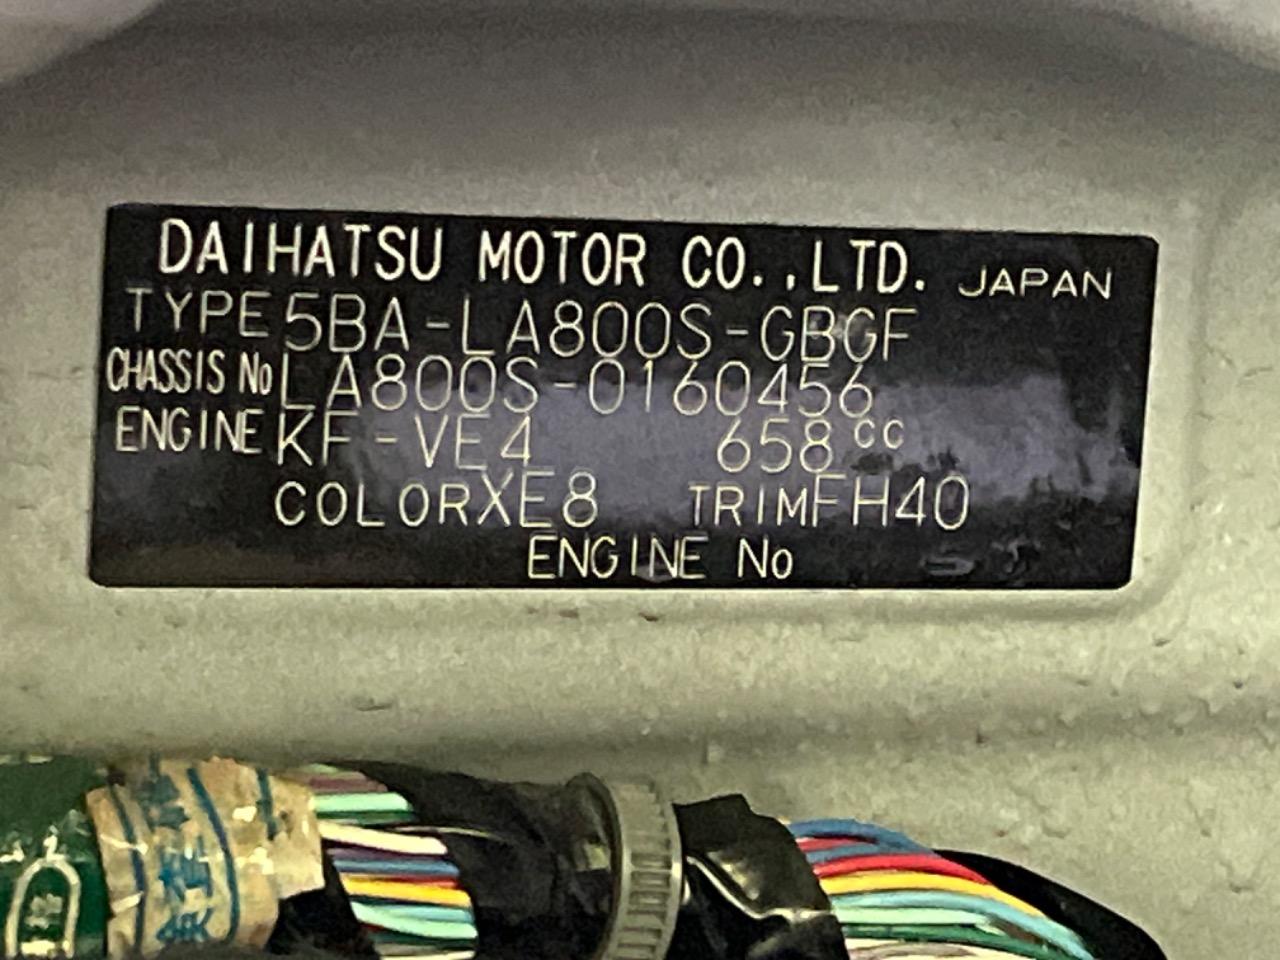 DAIHATSU MOTOR CO.,LTD. JAPAN
TYPE 5BA-LA800S-GBGF
CHASSIS No LA800S-0160456
ENGINE KF-VE4 658cc
COLOR XE8 TRIM FH40
ENGINE No